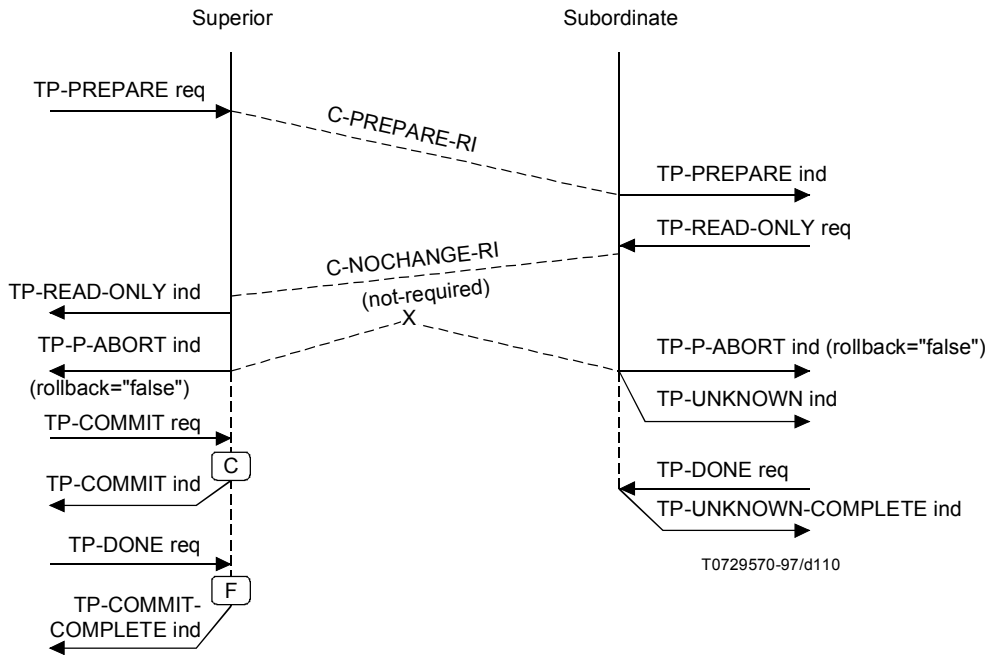 Superior
Subordinate
TP-PREPARE req
C-PREPARE-RI
TP-PREPARE ind
TP-READ-ONLY req
C-NOCHANGE-RI
TP-READ-ONLY ind
(not-required)
X
TP-P-ABORT ind
TP-P-ABORT ind (rollback="false")
(rollback="false")
TP-UNKNOWN ind
TP-COMMIT req
C
TP-DONE req
TP-COMMIT ind
TP-UNKNOWN-COMPLETE ind
TP-DONE req
T0729570-97/d110
F
TP-COMMIT-
COMPLETE ind